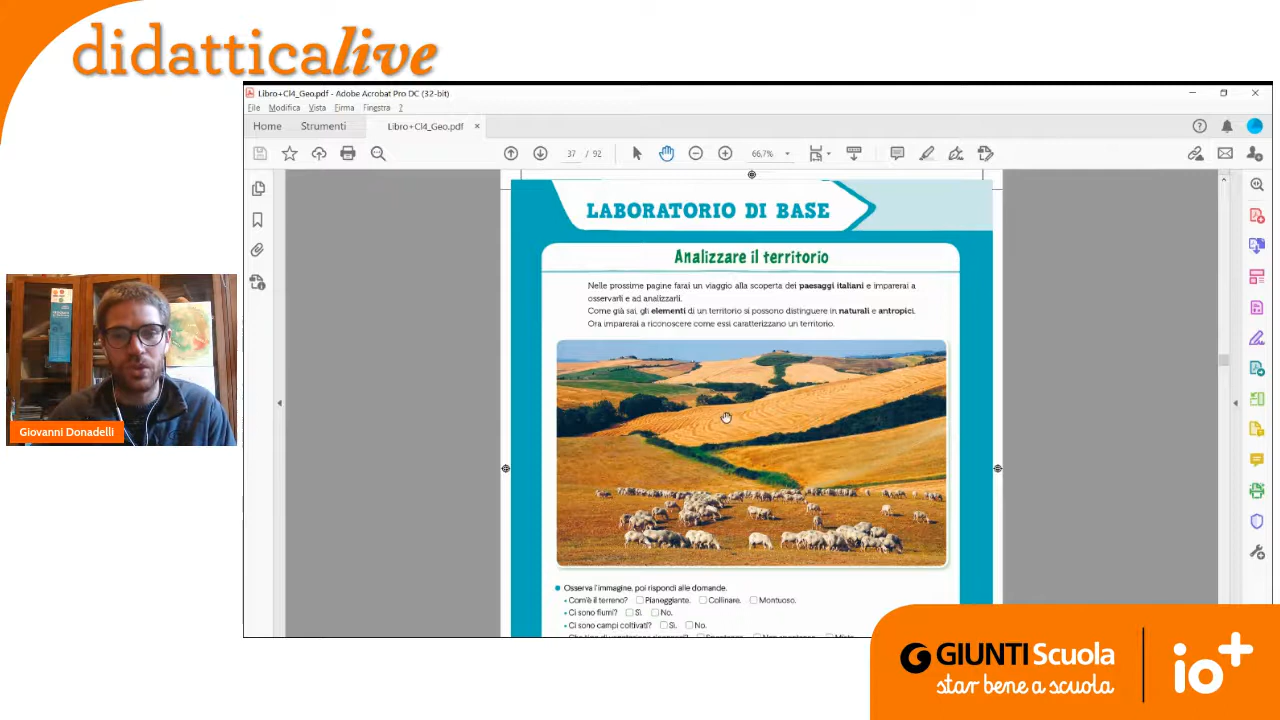 didatticalive
Libro+Cl4_Geo.pdf - Adobe Acrobat Pro DC (32-bit)
File Modifica Vista Firma Finestra ?
Home Strumenti Libro+Cl4_Geo.pdf ×
37 / 92 66,7%
LABORATORIO DI BASE
Analizzare il territorio
Nelle prossime pagine farai un viaggio alla scoperta dei paesaggi italiani e imparerai a
osservarli e ad analizzarli.
Come già sai, gli elementi di un territorio si possono distinguere in naturali e antropici.
Ora imparerai a riconoscere come essi caratterizzano un territorio.
Giovanni Donadelli
• Osserva l'immagine, poi rispondi alle domande.
• Com'è il terreno? Pianeggiante. Collinare. Montuoso.
• Ci sono fiumi? Sì. No.
• Ci sono campi coltivati? Sì. No.
GIUNTI Scuola
star bene a scuola
io+